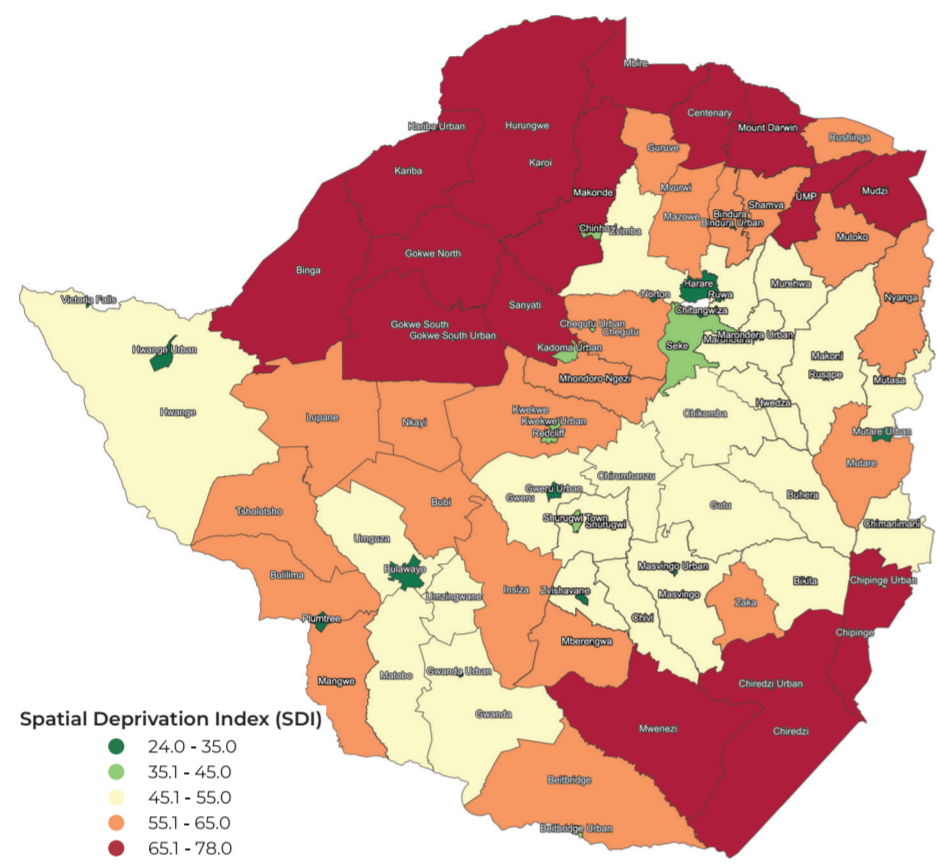 Mbire
Centenary
Kariba Urban
Hurungwe
Mount Darwin
Rushinga
Guruve
Karoi
Kariba
Mvurwi
Makonde
UMP
Mudzi
Shamva
Mazowe
Bindura
Bindura Urban
Chinhoyi
Zvimba
Mutoko
Gokwe North
Binga
Harare
Murehwa
Norton
Ruwa
Nyanga
Victoria Falls
Sanyati
Chitungwiza
Gokwe South
Chegutu Urban
Chegutu
Gokwe South Urban
Marondera Urban
Marondera
Kadoma Urban
Seke
Hwange Urban
Makoni
Rusape
Mhondoro-Ngezi
Mutasa
Hwedza
Hwange
Lupane
Nkayi
Kwekwe
Kwekwe Urban
Redcliff
Chikomba
Mutare Urban
Mutare
Chirumhanzu
Gweru Urban
Gweru
Bubi
Buhera
Gutu
Tsholotsho
Shurugwi Town
Shurugwi
Chimanimani
Umguza
Masvingo Urban
Bulawayo
Bulilima
Bikita
Chipinge Urban
Insiza
Zvishavane
Umzingwane
Masvingo
Zaka
Plumtree
Chivi
Chipinge
Mberengwa
Mangwe
Matobo
Gwanda Urban
Chiredzi Urban
Gwanda
Mwenezi
Chiredzi
Beitbridge
Beitbridge Urban
Spatial Deprivation Index (SDI)
24.0 - 35.0
35.1 - 45.0
45.1 - 55.0
55.1 - 65.0
65.1 - 78.0